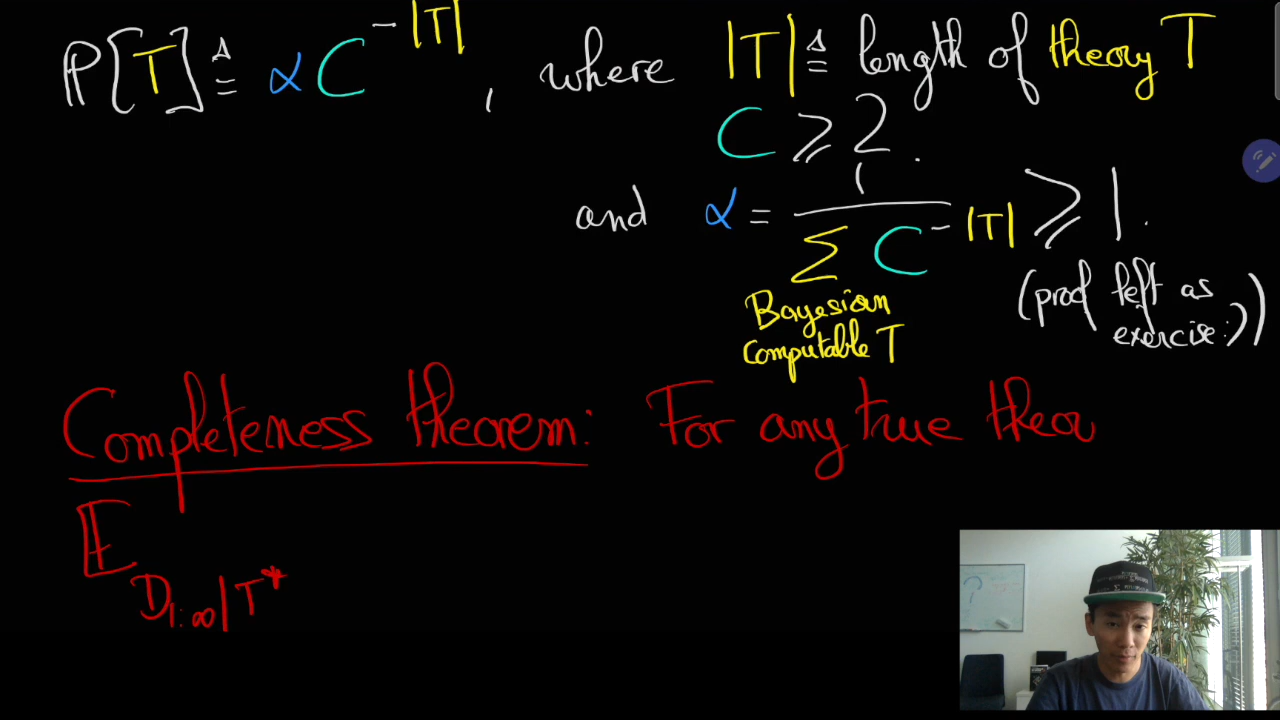 ℙ[T] ≜ α C^{-|T|}, where |T| ≜ length of theory T
C ⩾ 2.
and α = 1 / Σ C^{-|T|} ⩾ 1.
Bayesian
computable T
(proof left as
exercise :))
Completeness theorem: For any true theor
𝔼_{D_{1:∞}|T*}